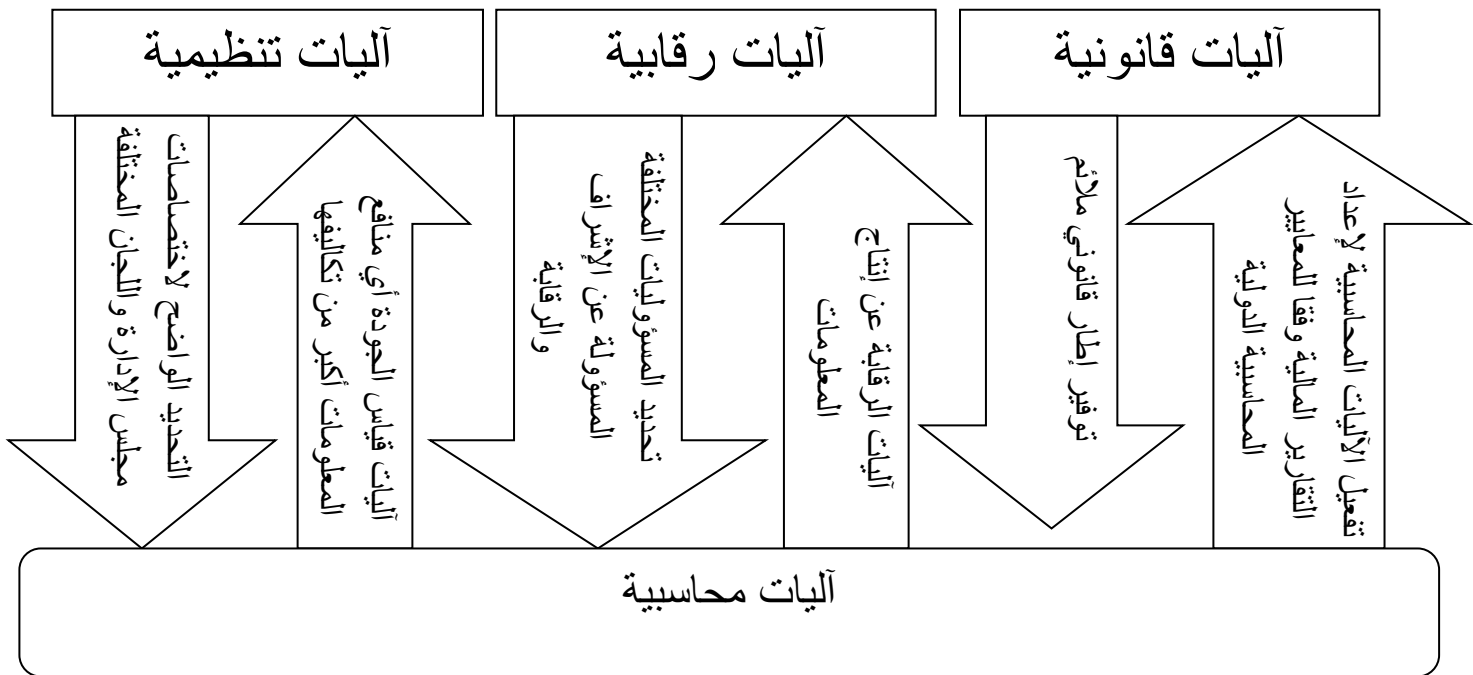 آليات قانونية
آليات رقابية
آليات تنظيمية
تفعيل الآليات المحاسبية لإعداد
التقارير المالية وفقا للمعايير
المحاسبية الدولية
توفير إطار قانوني ملائم
آليات الرقابة عن إنتاج
المعلومات
تحديد المسؤوليات المختلفة
المسؤولة عن الإشراف
والرقابة
آليات قياس الجودة أي منافع
المعلومات أكبر من تكاليفها
التحديد الواضح لاختصاصات
مجلس الإدارة واللجان المختلفة
آليات محاسبية